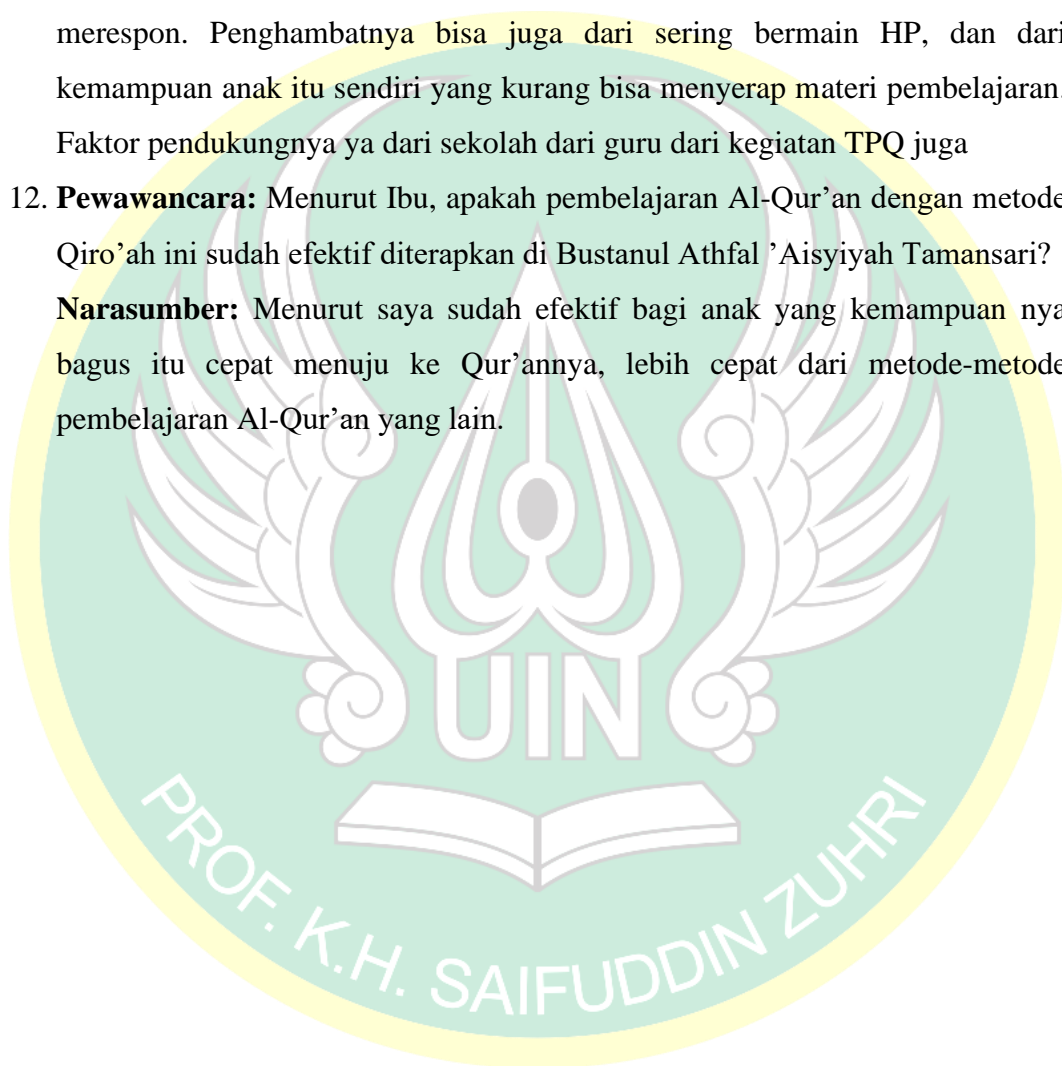 merespon. Penghambatnya bisa juga dari sering bermain HP, dan dari
kemampuan anak itu sendiri yang kurang bisa menyerap materi pembelajaran.
Faktor pendukungnya ya dari sekolah dari guru dari kegiatan TPQ juga
12. Pewawancara: Menurut Ibu, apakah pembelajaran Al-Qur’an dengan metode
Qiro’ah ini sudah efektif diterapkan di Bustanul Athfal ’Aisyiyah Tamansari?
Narasumber: Menurut saya sudah efektif bagi anak yang kemampuan nya
bagus itu cepat menuju ke Qur’annya, lebih cepat dari metode-metode
pembelajaran Al-Qur’an yang lain.
UIN
PROF. K.H. SAIFUDDIN ZUHRI